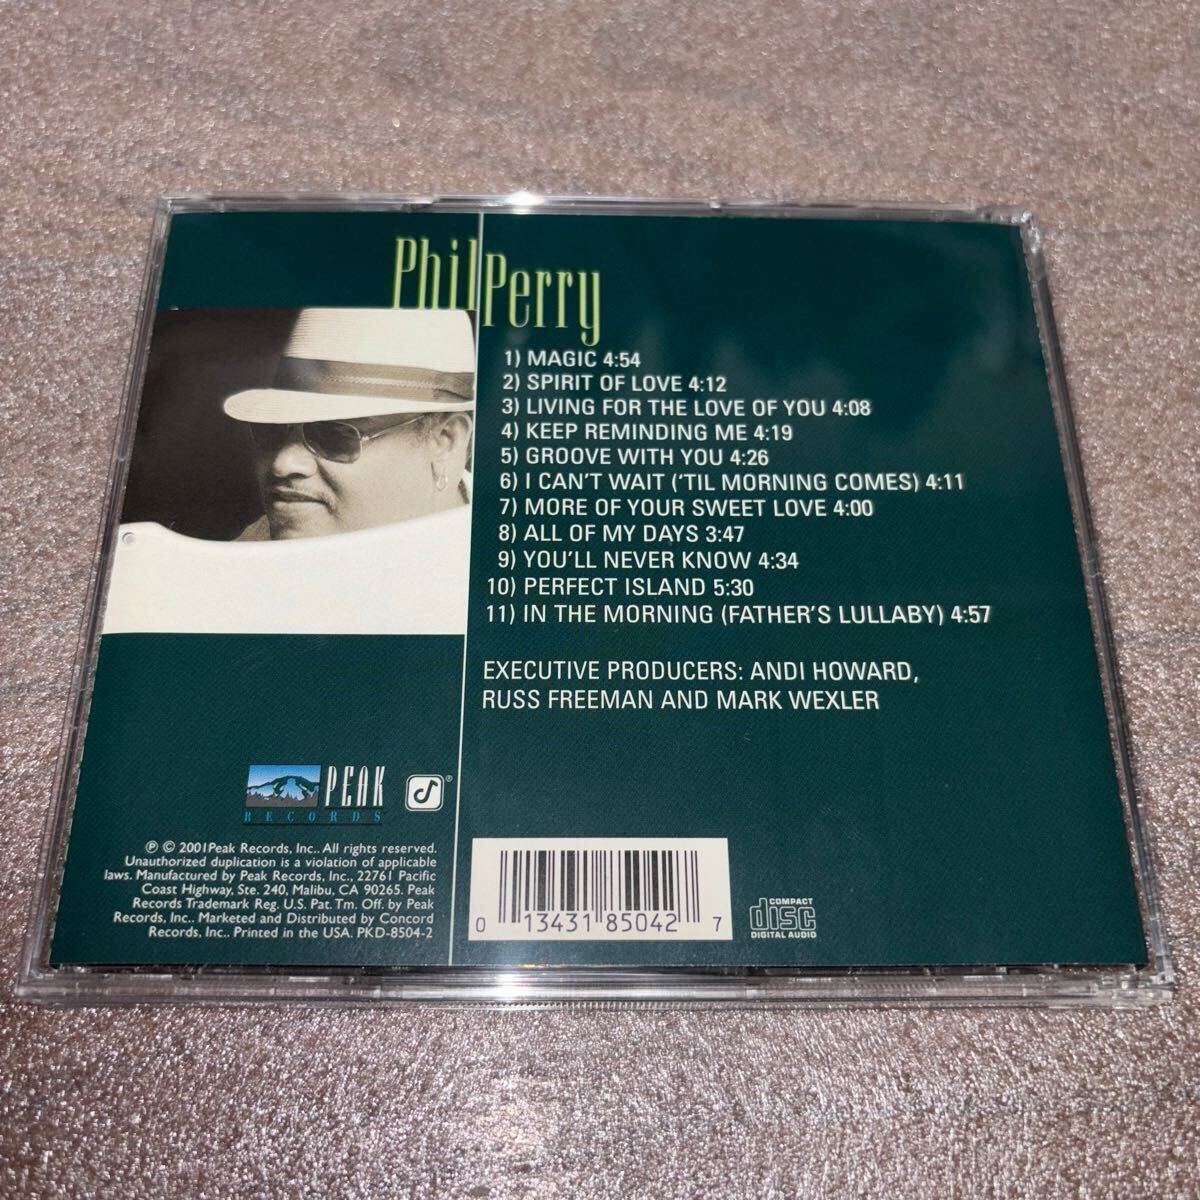 Phil Perry
1) MAGIC 4:54
2) SPIRIT OF LOVE 4:12
3) LIVING FOR THE LOVE OF YOU 4:08
4) KEEP REMINDING ME 4:19
5) GROOVE WITH YOU 4:26
6) I CAN'T WAIT ('TIL MORNING COMES) 4:11
7) MORE OF YOUR SWEET LOVE 4:00
8) ALL OF MY DAYS 3:47
9) YOU'LL NEVER KNOW 4:34
10) PERFECT ISLAND 5:30
11) IN THE MORNING (FATHER'S LULLABY) 4:57
EXECUTIVE PRODUCERS: ANDI HOWARD,
RUSS FREEMAN AND MARK WEXLER
PEAK
RECORDS
®
℗ © 2001Peak Records, Inc.. All rights reserved.
Unauthorized duplication is a violation of applicable
laws. Manufactured by Peak Records, Inc., 22761 Pacific
Coast Highway, Ste. 240, Malibu, CA 90265. Peak
Records Trademark Reg. U.S. Pat. Tm. Off. by Peak
Records, Inc.. Marketed and Distributed by Concord
Records, Inc.. Printed in the USA. PKD-8504-2
0 13431 85042 7
COMPACT
disc
DIGITAL AUDIO